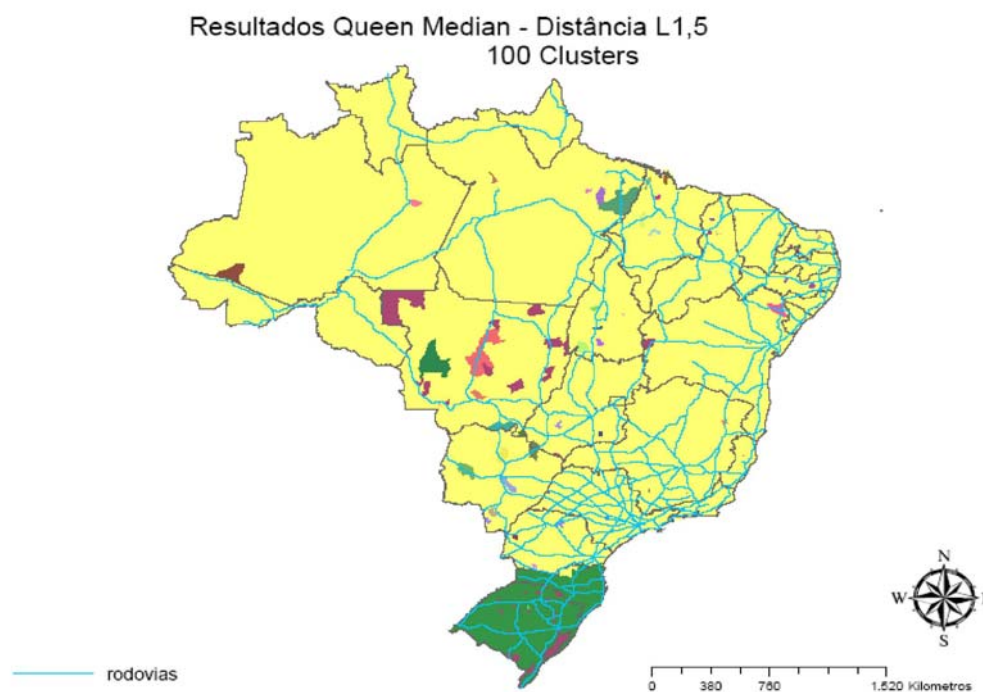 Resultados Queen Median - Distância L1,5
100 Clusters
N
W
S
rodovias
0 380 760 1.520 Kilometros